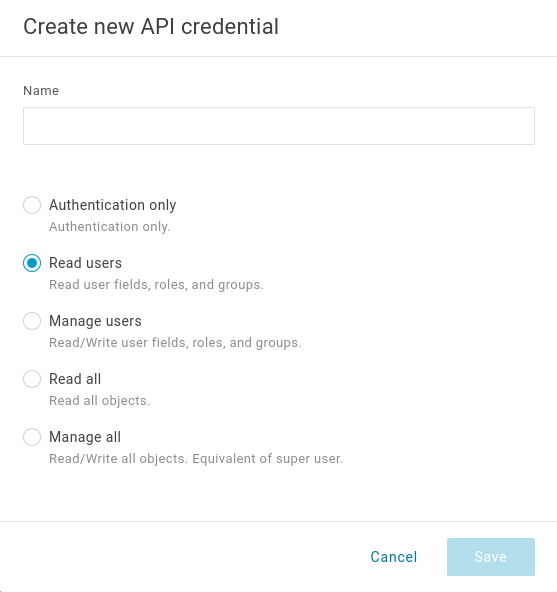 Create new API credential
Name
Authentication only
Authentication only.
Read users
Read user fields, roles, and groups.
Manage users
Read/Write user fields, roles, and groups.
Read all
Read all objects.
Manage all
Read/Write all objects. Equivalent of super user.
Cancel Save